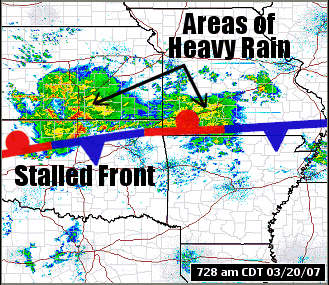 Areas of
Heavy Rain
Stalled Front
728 am CDT 03/20/07